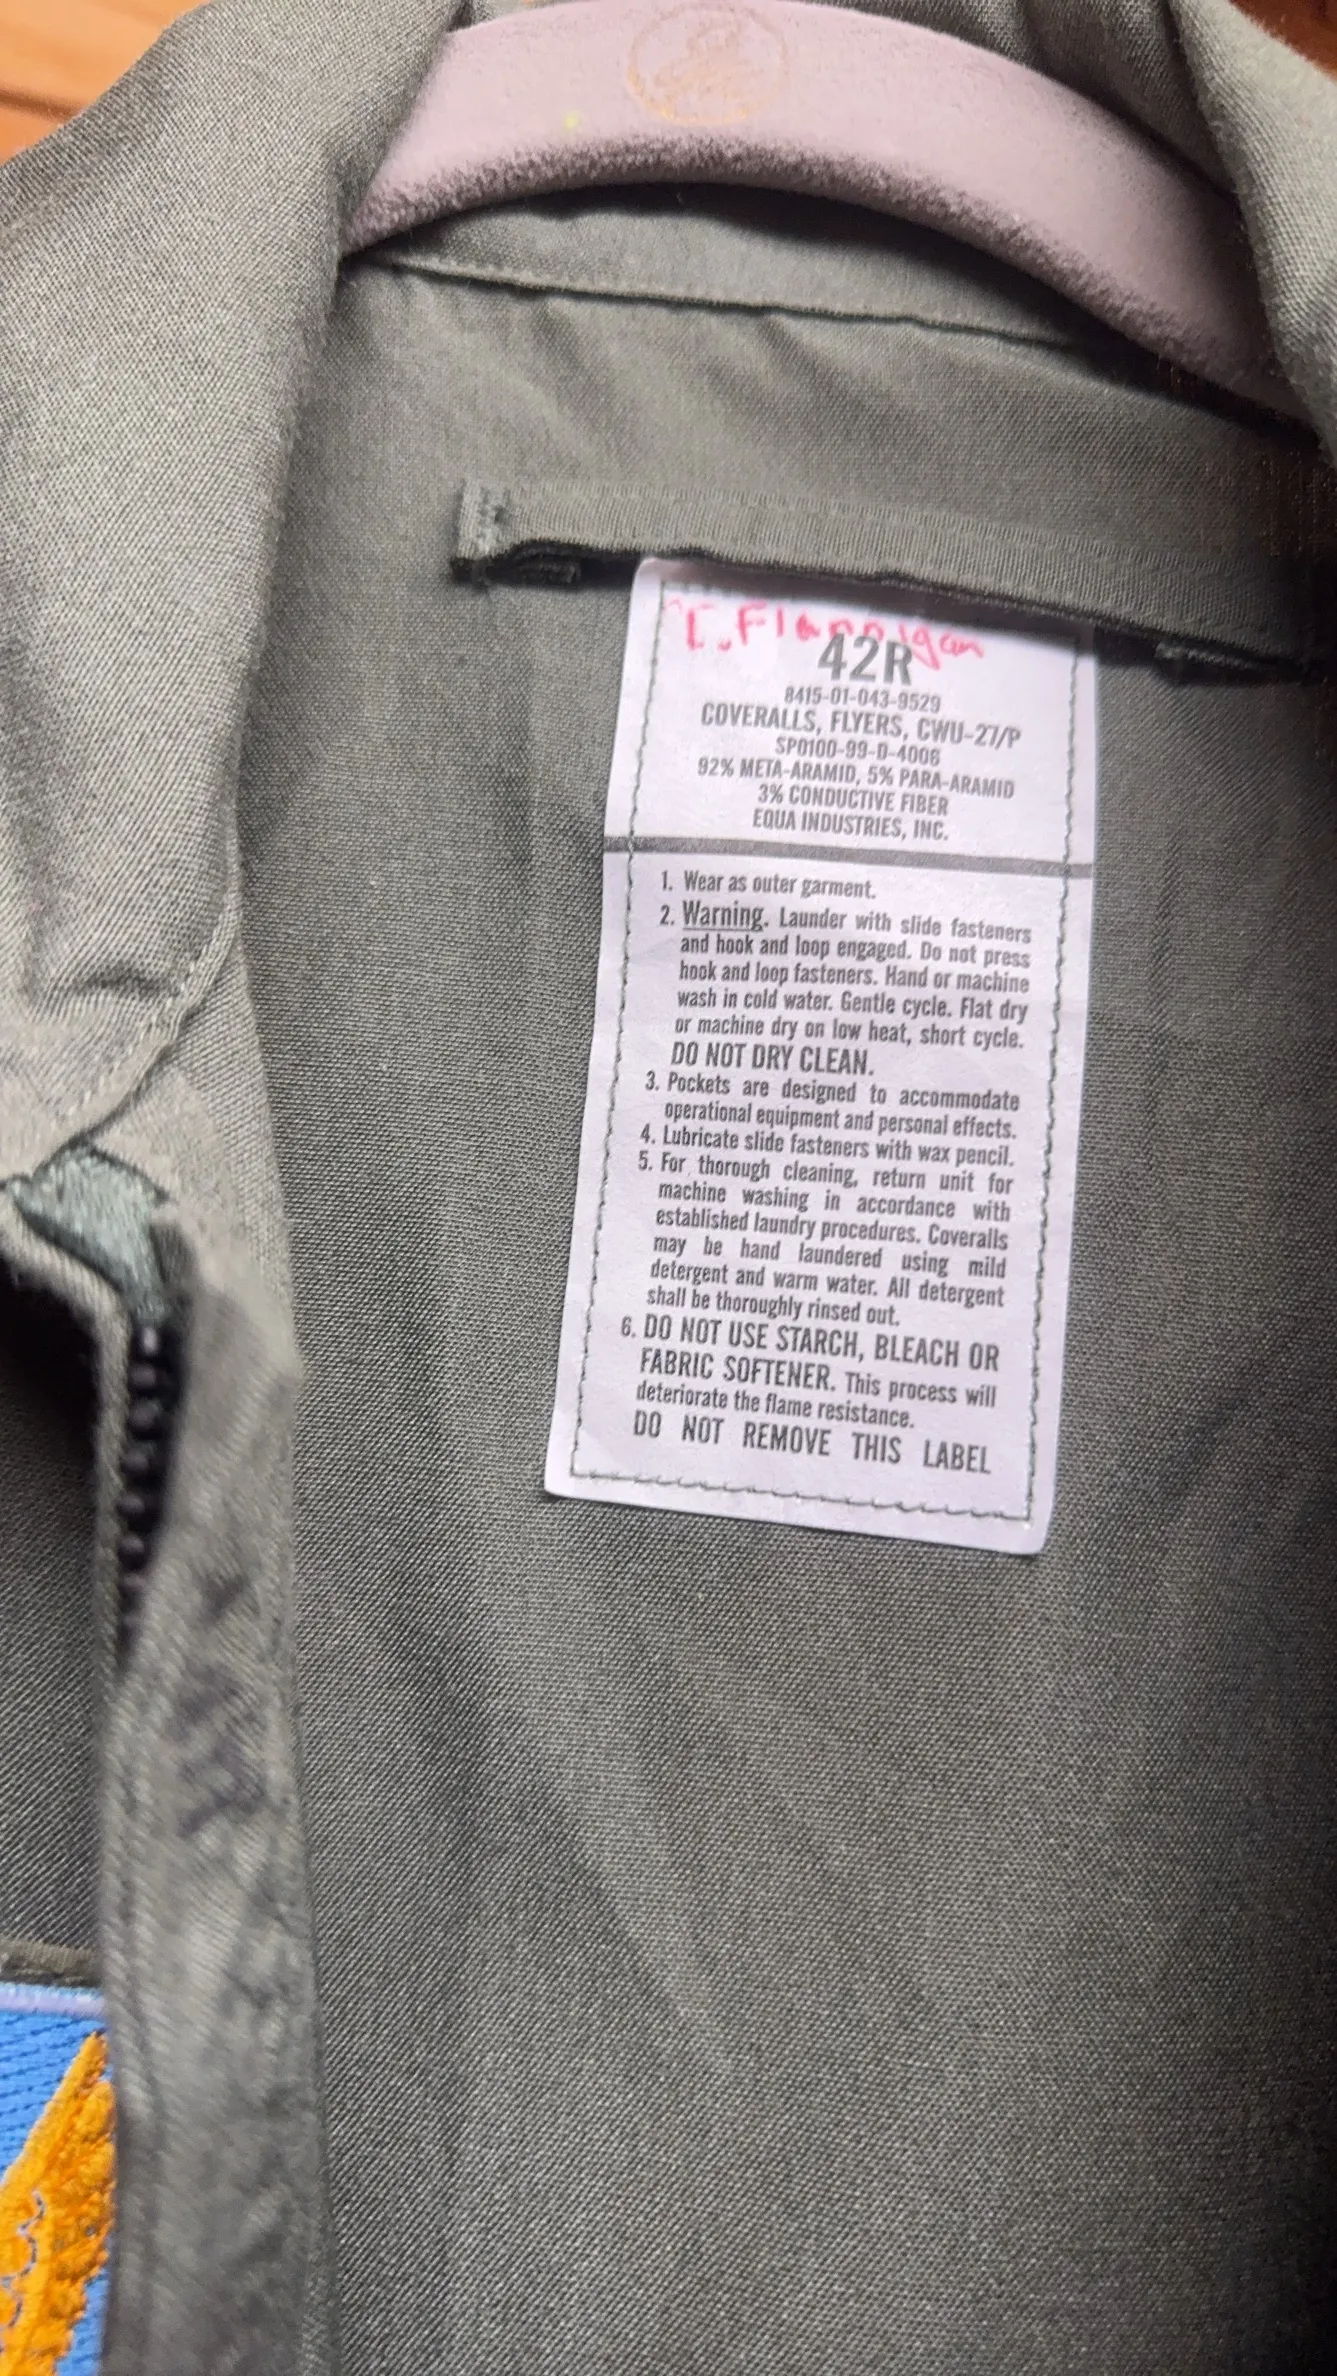 C. Flannigan
42R
8415-01-043-9529
COVERALLS, FLYERS, CWU-27/P
SP0100-99-D-4006
92% META-ARAMID, 5% PARA-ARAMID
3% CONDUCTIVE FIBER
EQUA INDUSTRIES, INC.
1. Wear as outer garment.
2. Warning. Launder with slide fasteners
and hook and loop engaged. Do not press
hook and loop fasteners. Hand or machine
wash in cold water. Gentle cycle. Flat dry
or machine dry on low heat, short cycle.
DO NOT DRY CLEAN.
3. Pockets are designed to accommodate
operational equipment and personal effects.
4. Lubricate slide fasteners with wax pencil.
5. For thorough cleaning, return unit for
machine washing in accordance with
established laundry procedures. Coveralls
may be hand laundered using mild
detergent and warm water. All detergent
shall be thoroughly rinsed out.
6. DO NOT USE STARCH, BLEACH OR
FABRIC SOFTENER. This process will
deteriorate the flame resistance.
DO NOT REMOVE THIS LABEL